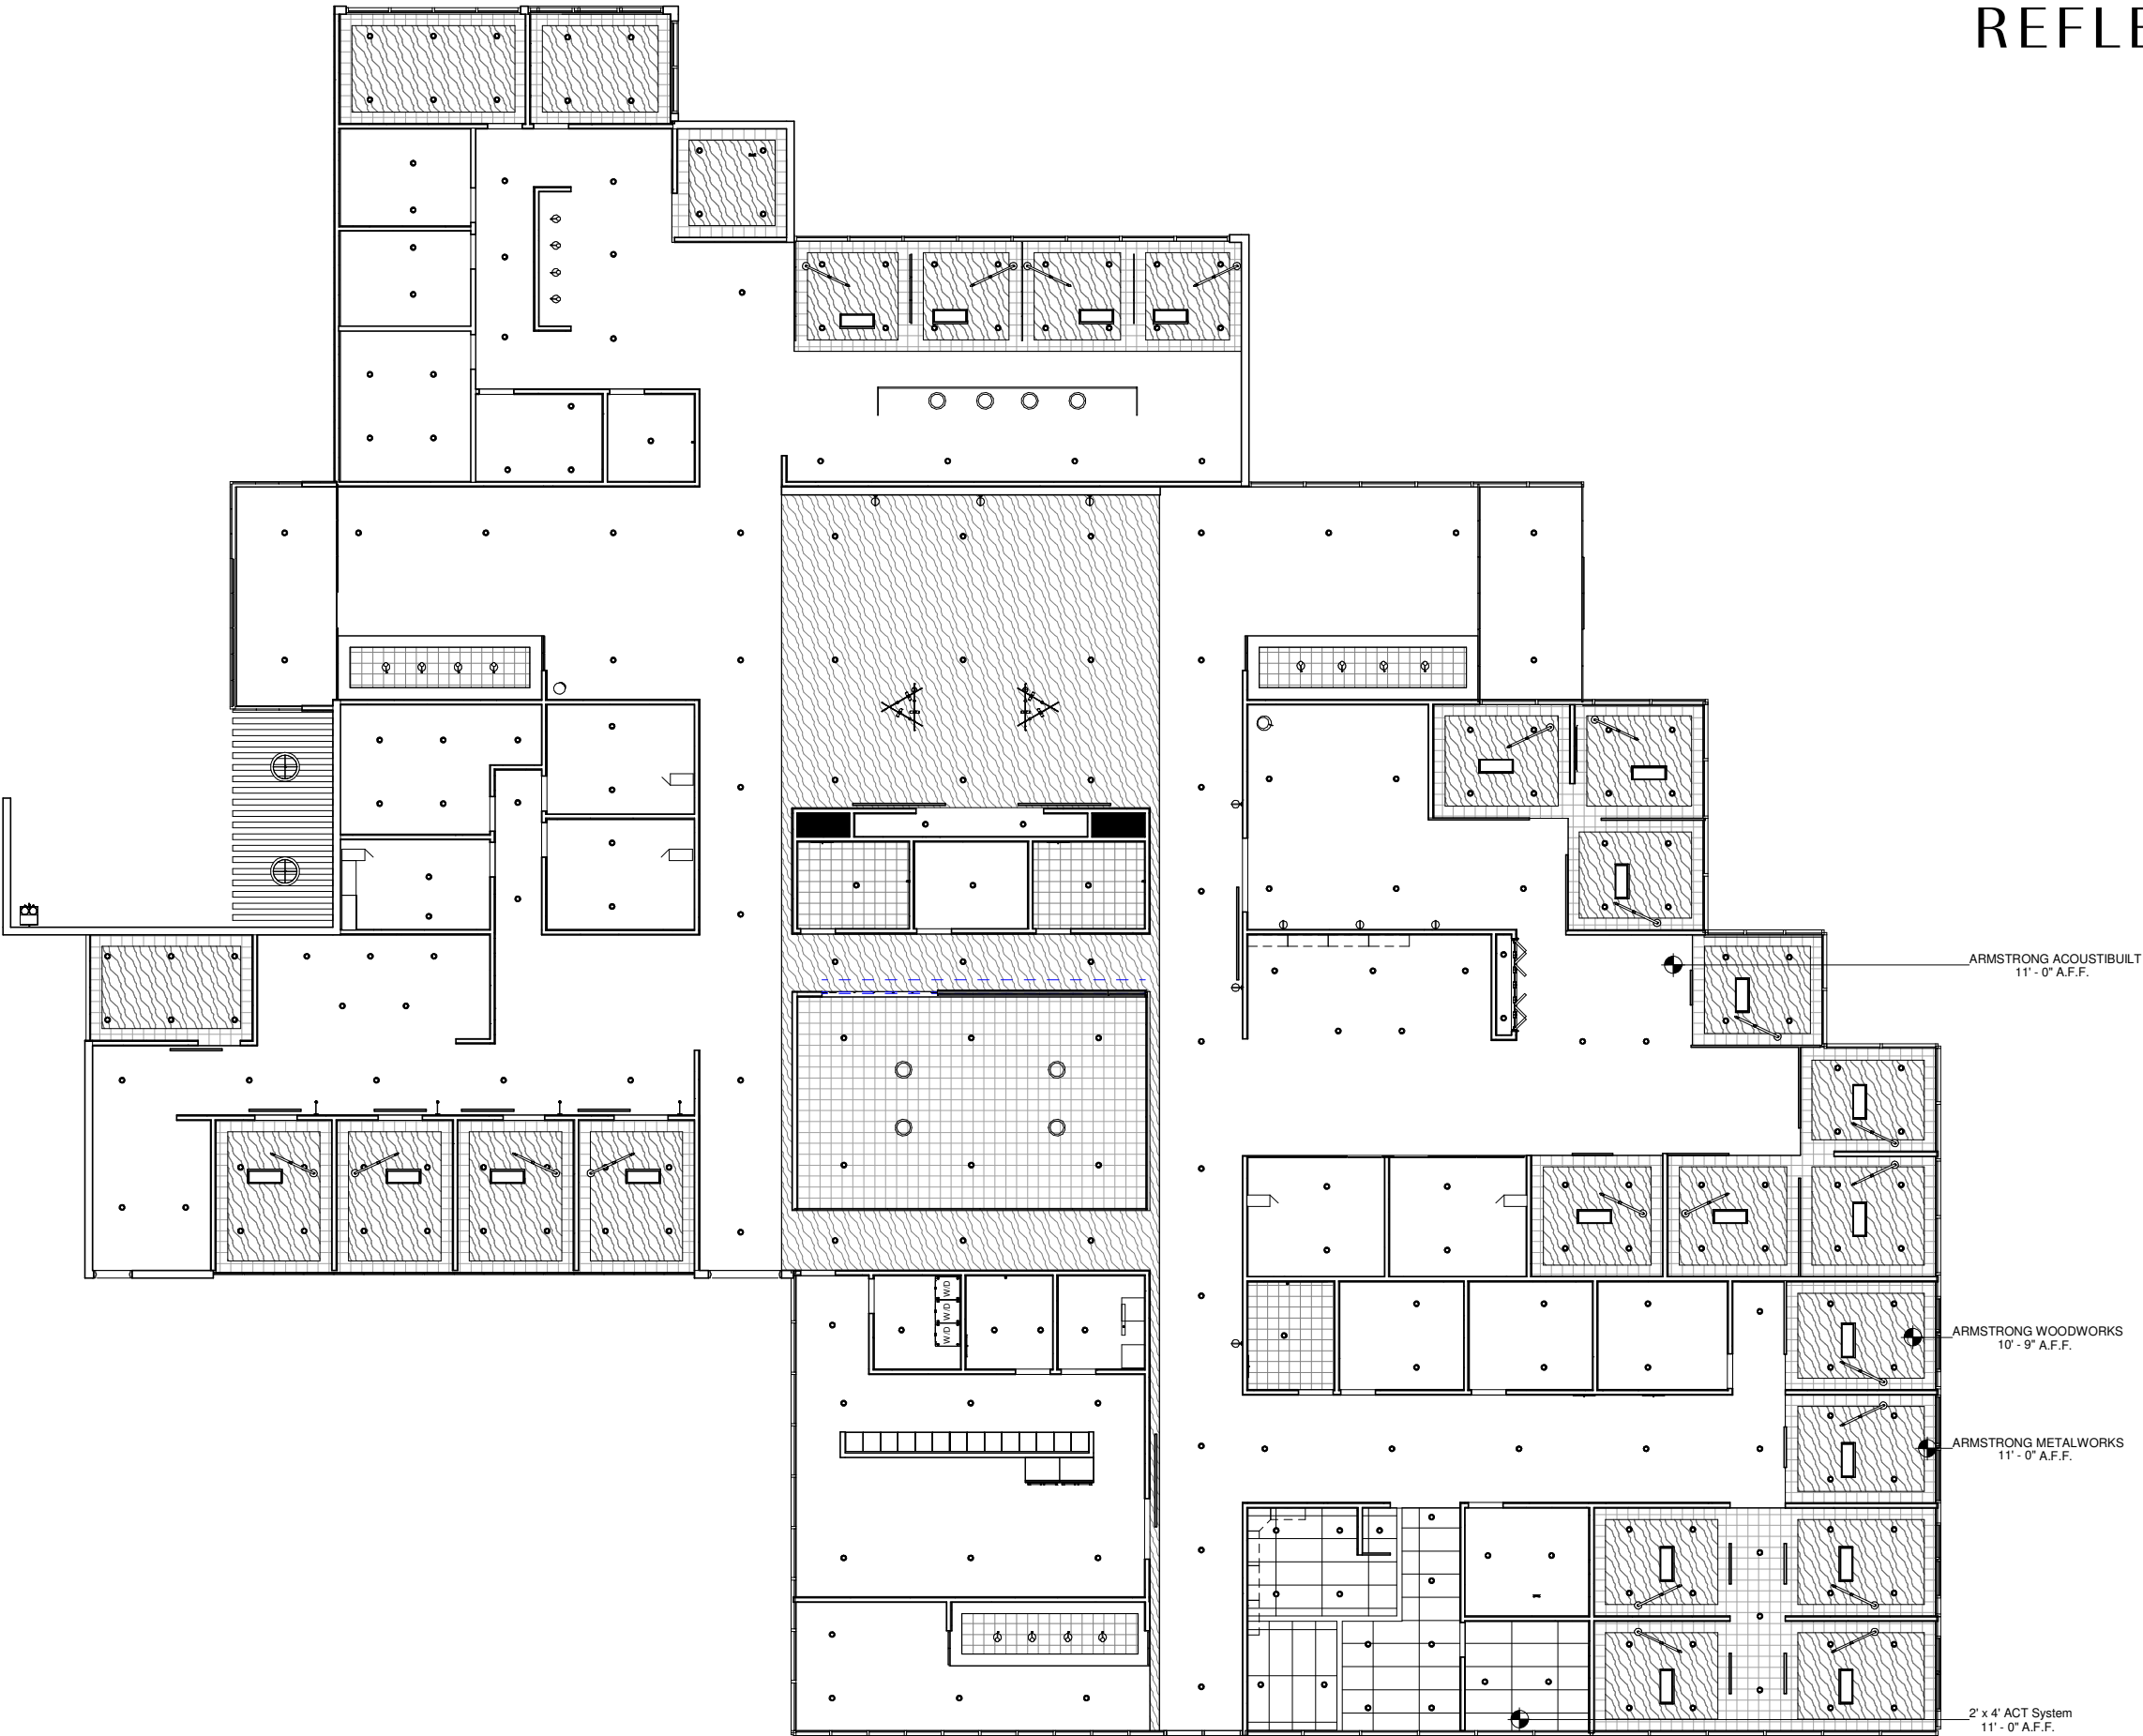 REFLE
ARMSTRONG ACOUSTIBUILT
11' - 0" A.F.F.
W/D
W/D
W/D
ARMSTRONG WOODWORKS
10' - 9" A.F.F.
ARMSTRONG METALWORKS
11' - 0" A.F.F.
2' x 4' ACT System
11' - 0" A.F.F.